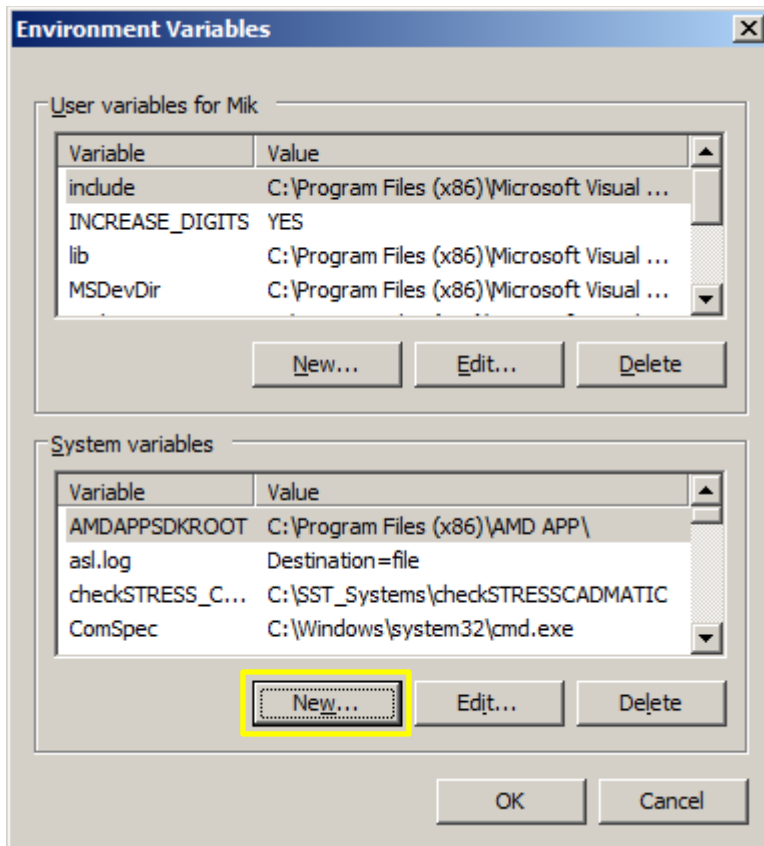 Environment Variables
User variables for Mik
Variable Value
include C:\Program Files (x86)\Microsoft Visual ...
INCREASE_DIGITS YES
lib C:\Program Files (x86)\Microsoft Visual ...
MSDevDir C:\Program Files (x86)\Microsoft Visual ...
New... Edit... Delete
System variables
Variable Value
AMDAPPSDKROOT C:\Program Files (x86)\AMD APP\
asl.log Destination=file
checkSTRESS_C... C:\SST_Systems\checkSTRESSCADMATIC
ComSpec C:\Windows\system32\cmd.exe
New... Edit... Delete
OK Cancel